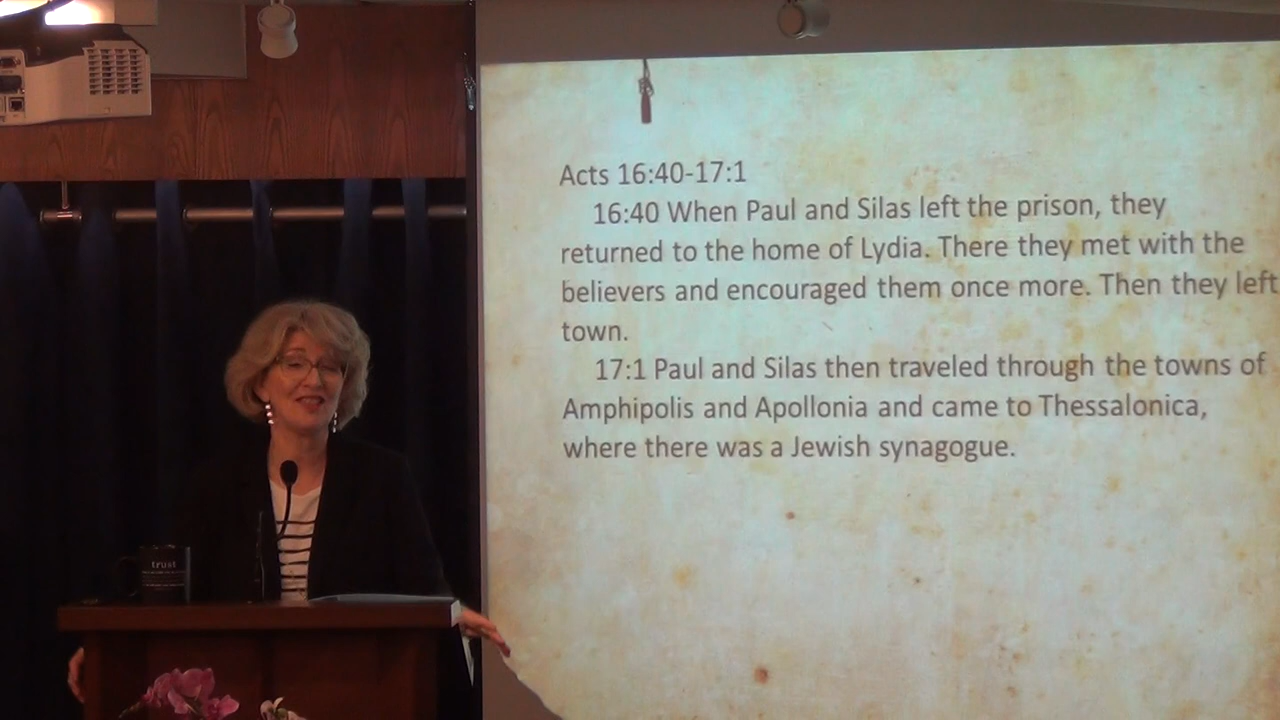 Acts 16:40-17:1
16:40 When Paul and Silas left the prison, they
returned to the home of Lydia. There they met with the
believers and encouraged them once more. Then they left
town.
17:1 Paul and Silas then traveled through the towns of
Amphipolis and Apollonia and came to Thessalonica,
where there was a Jewish synagogue.
trust